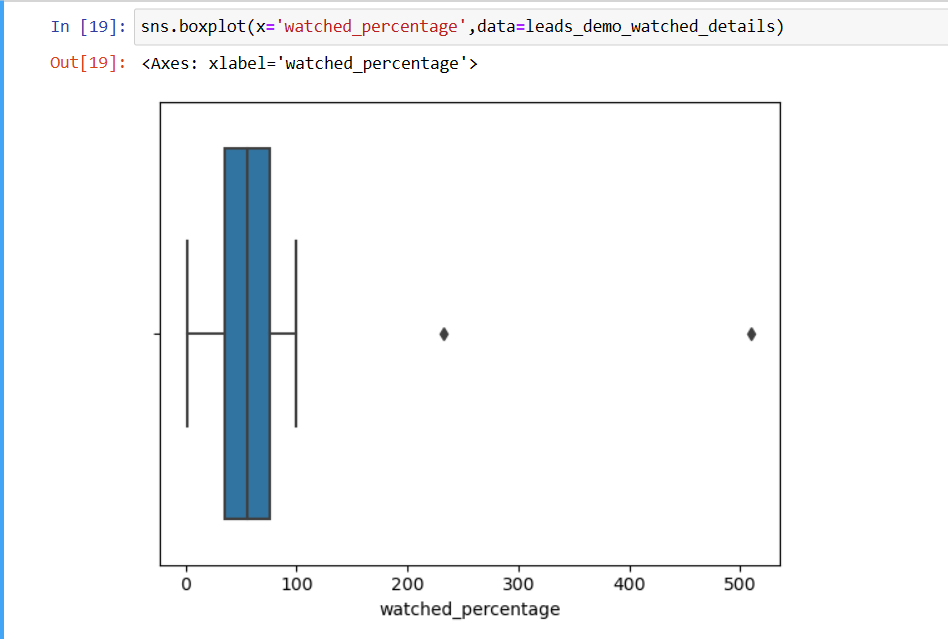 In [19]: sns.boxplot(x='watched_percentage',data=leads_demo_watched_details)
Out[19]: <Axes: xlabel='watched_percentage'>
0 100 200 300 400 500
watched_percentage